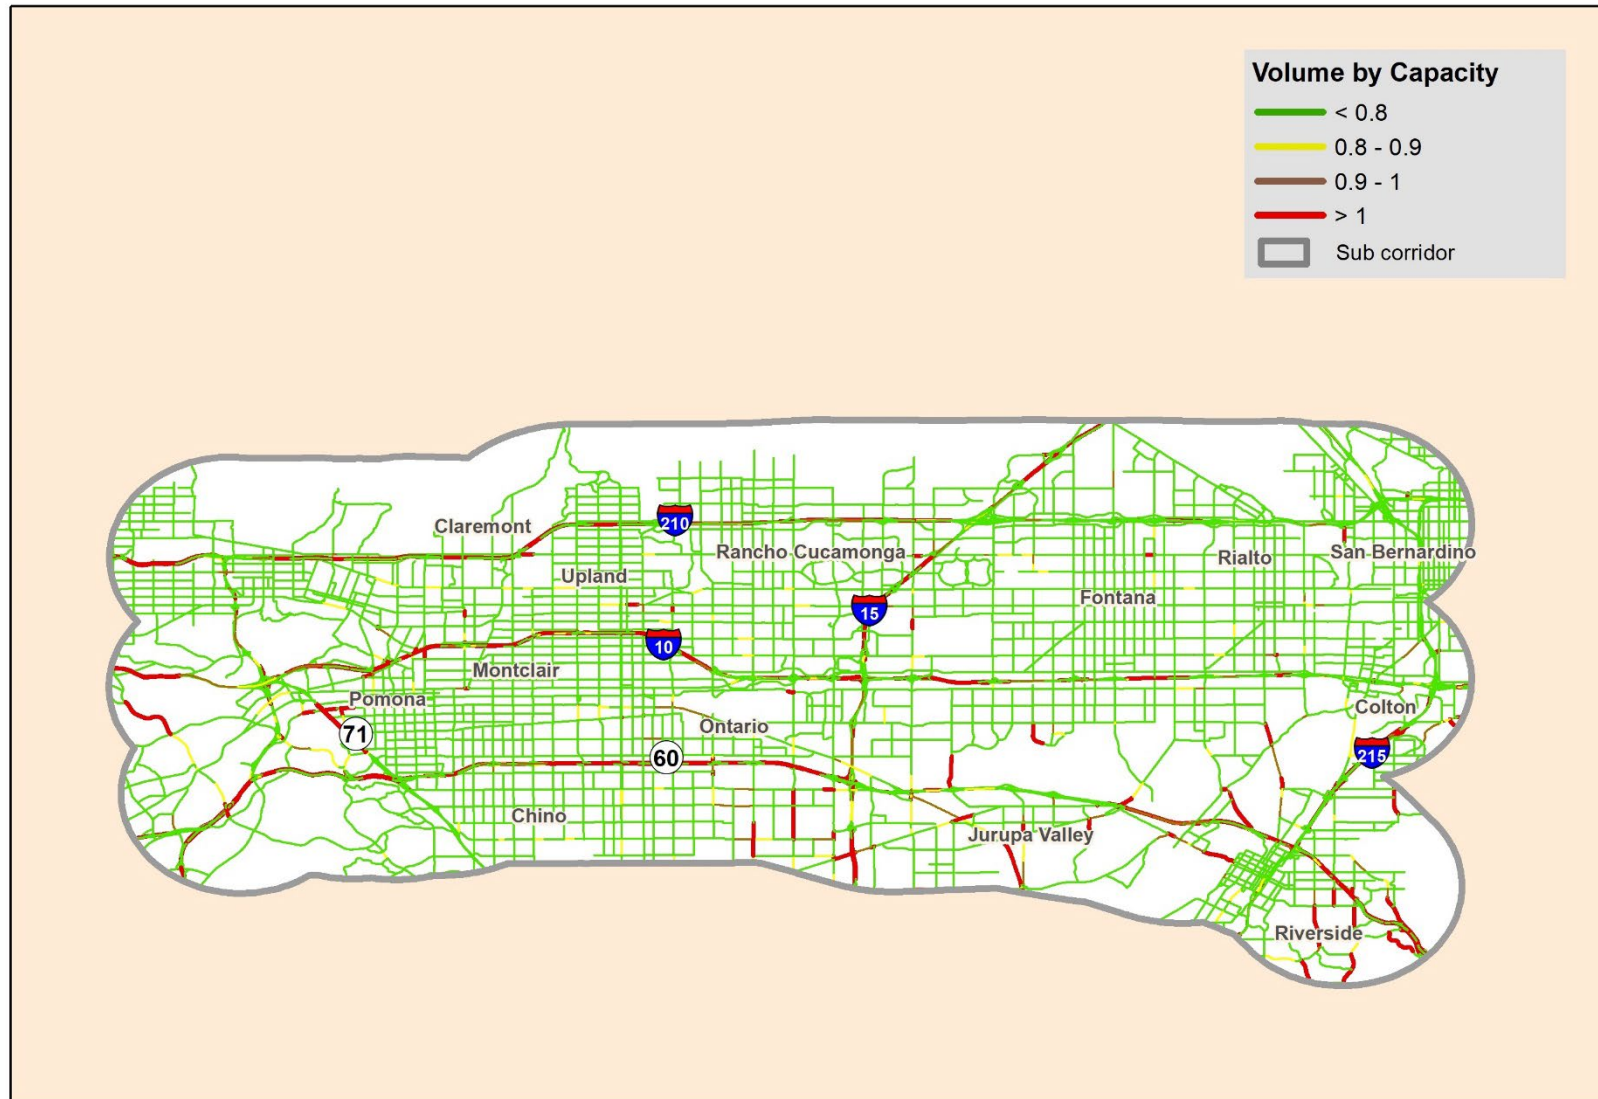 Volume by Capacity
< 0.8
0.8 - 0.9
0.9 - 1
> 1
Sub corridor
210
Claremont
Rancho Cucamonga
Rialto
San Bernardino
Upland
Fontana
15
10
Montclair
Pomona
Colton
71
Ontario
60
215
Chino
Jurupa Valley
Riverside